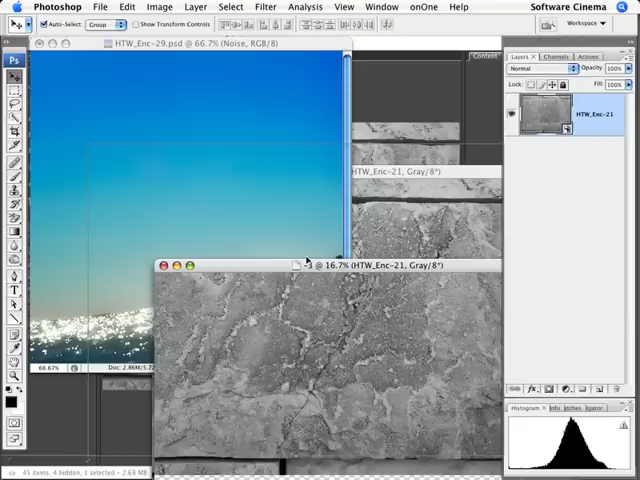 Photoshop File Edit Image Layer Select Filter Analysis View Window onOne Help Software Cinema
Auto-Select: Group Show Transform Controls Workspace
HTW_Enc-29.psd @ 66.7% (Noise, RGB/8)
Content
Layers Channels Actions
Normal Opacity: 100%
Lock: Fill: 100%
Ps
HTW_Enc-21
HTW_Enc-21, Gray/8*)
-3 @ 16.7% (HTW_Enc-21, Gray/8*)
66.67% Doc: 2.86M/5.72
Histogram Info
45 items, 4 hidden, 1 selected - 2.68 MB